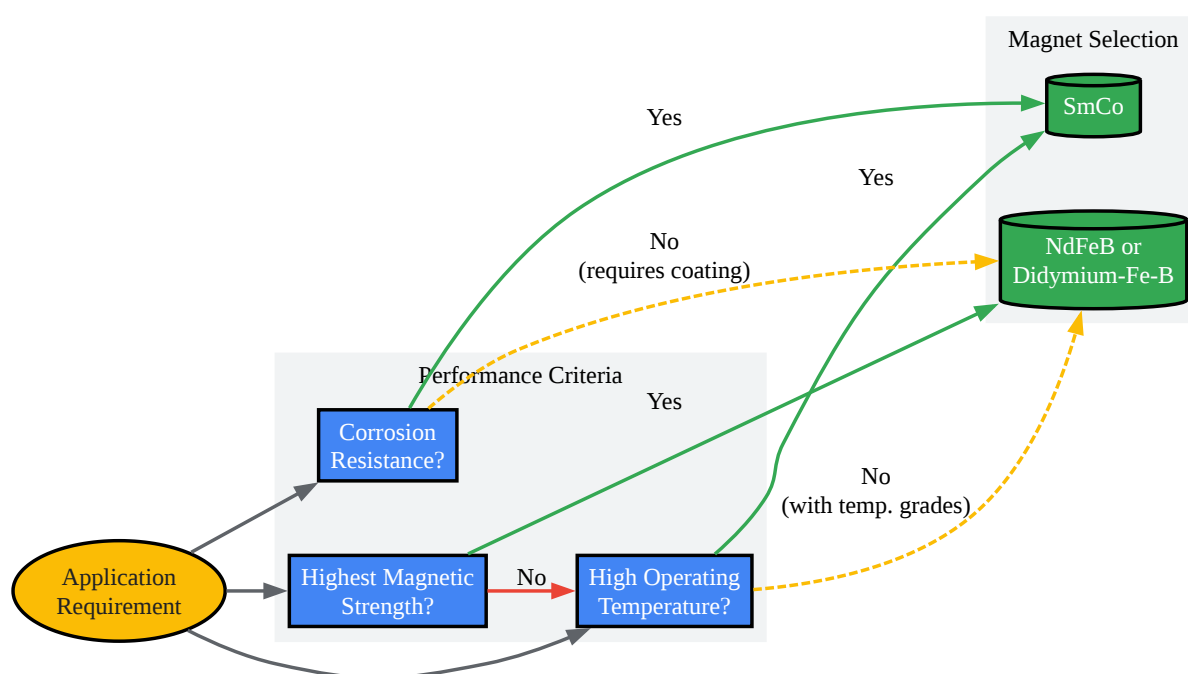 Magnet Selection
SmCo
Yes
Yes
No
(requires coating)
NdFeB or
Didymium-Fe-B
Performance Criteria
Yes
Corrosion
Resistance?
No
(with temp. grades)
Application
Requirement
Highest Magnetic
Strength?
No
High Operating
Temperature?